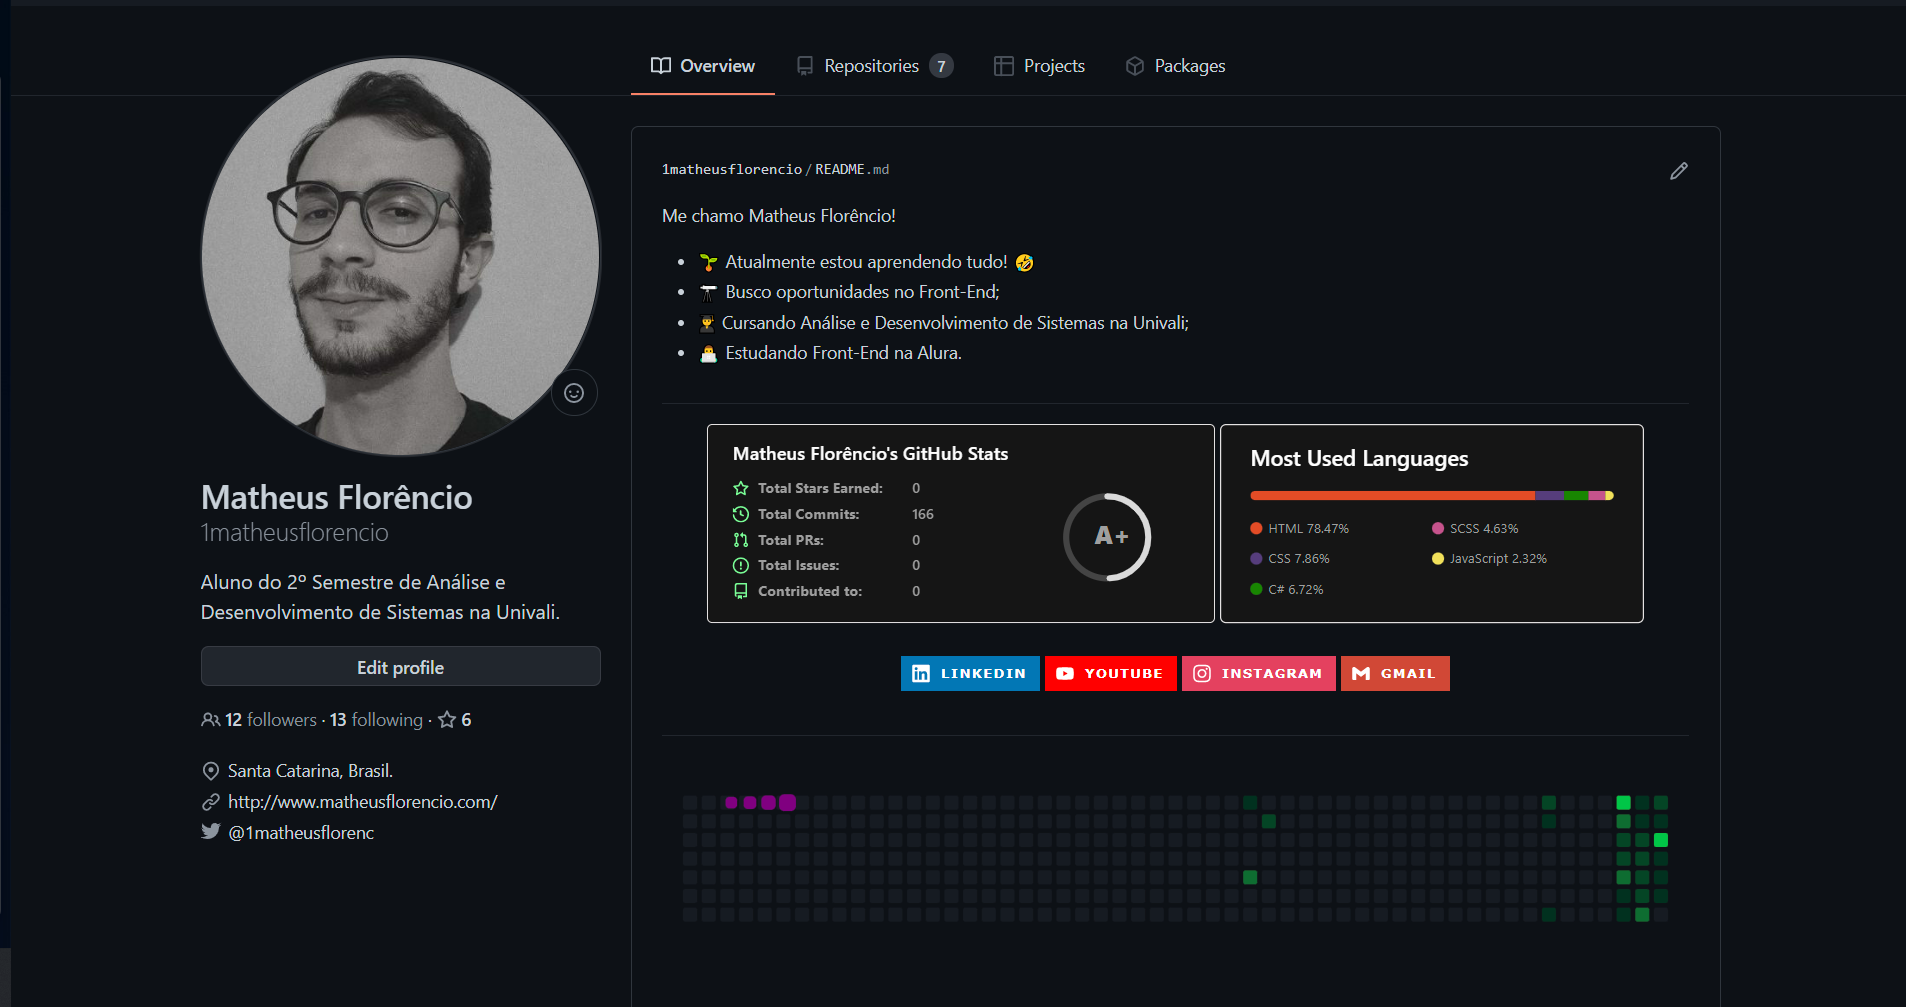 Overview Repositories 7 Projects Packages
1matheusflorencio/README.md
Me chamo Matheus Florêncio!
Atualmente estou aprendendo tudo! 🤣
Busco oportunidades no Front-End;
Cursando Análise e Desenvolvimento de Sistemas na Univali;
Estudando Front-End na Alura.
Matheus Florêncio's GitHub Stats
Total Stars Earned: 0
Total Commits: 166
Total PRs: 0
Total Issues: 0
Contributed to: 0
A+
Most Used Languages
HTML 78.47%
CSS 7.86%
C# 6.72%
SCSS 4.63%
JavaScript 2.32%
LINKEDIN YOUTUBE INSTAGRAM GMAIL
Matheus Florêncio
1matheusflorencio
Aluno do 2º Semestre de Análise e
Desenvolvimento de Sistemas na Univali.
Edit profile
12 followers · 13 following · 6
Santa Catarina, Brasil.
http://www.matheusflorencio.com/
@1matheusflorenc